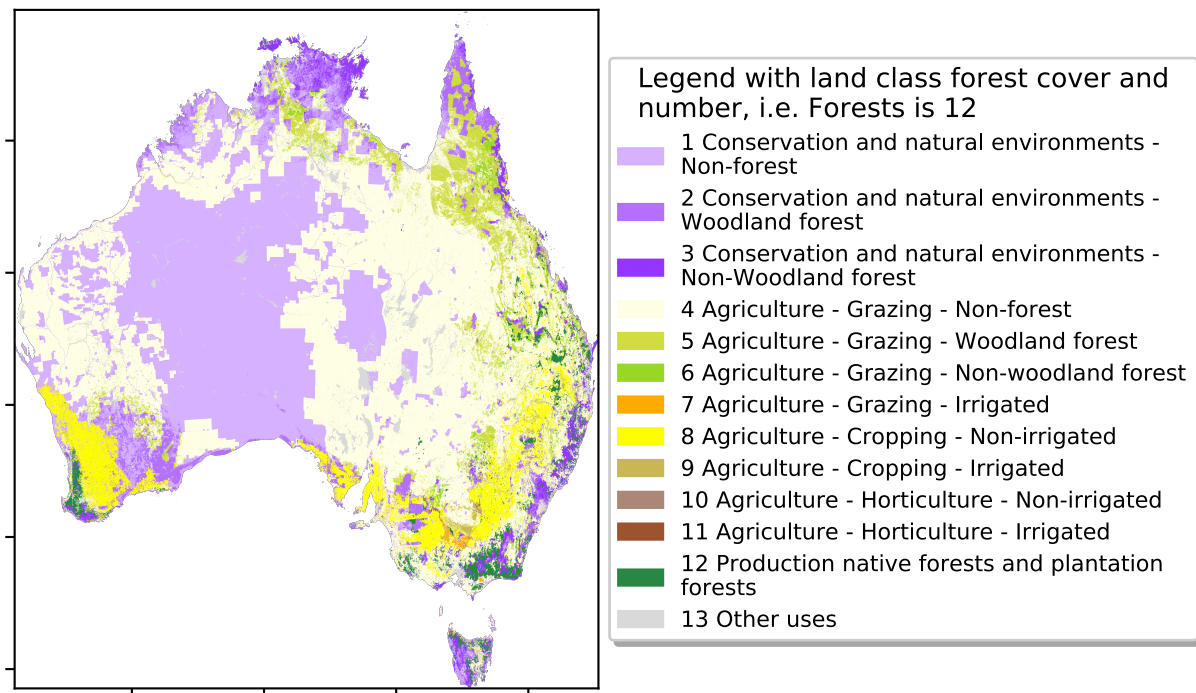 Legend with land class forest cover and
number, i.e. Forests is 12
1 Conservation and natural environments -
Non-forest
2 Conservation and natural environments -
Woodland forest
3 Conservation and natural environments -
Non-Woodland forest
4 Agriculture - Grazing - Non-forest
5 Agriculture - Grazing - Woodland forest
6 Agriculture - Grazing - Non-woodland forest
7 Agriculture - Grazing - Irrigated
8 Agriculture - Cropping - Non-irrigated
9 Agriculture - Cropping - Irrigated
10 Agriculture - Horticulture - Non-irrigated
11 Agriculture - Horticulture - Irrigated
12 Production native forests and plantation
forests
13 Other uses